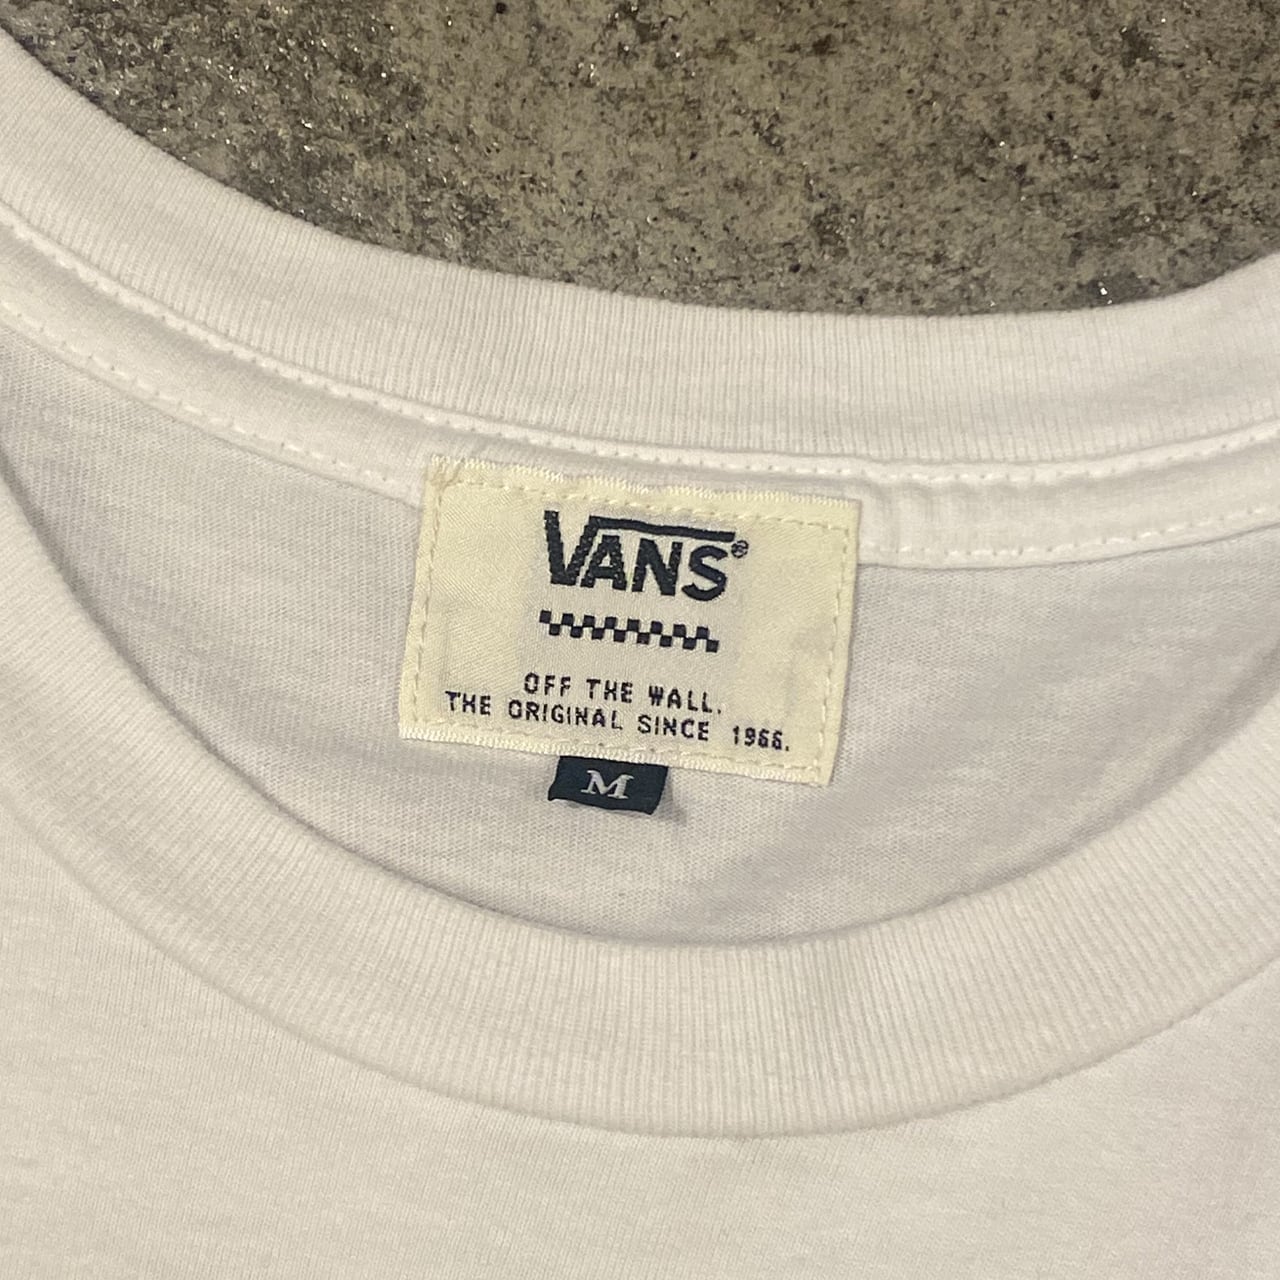 VANS®
OFF THE WALL.
THE ORIGINAL SINCE 1966.
M